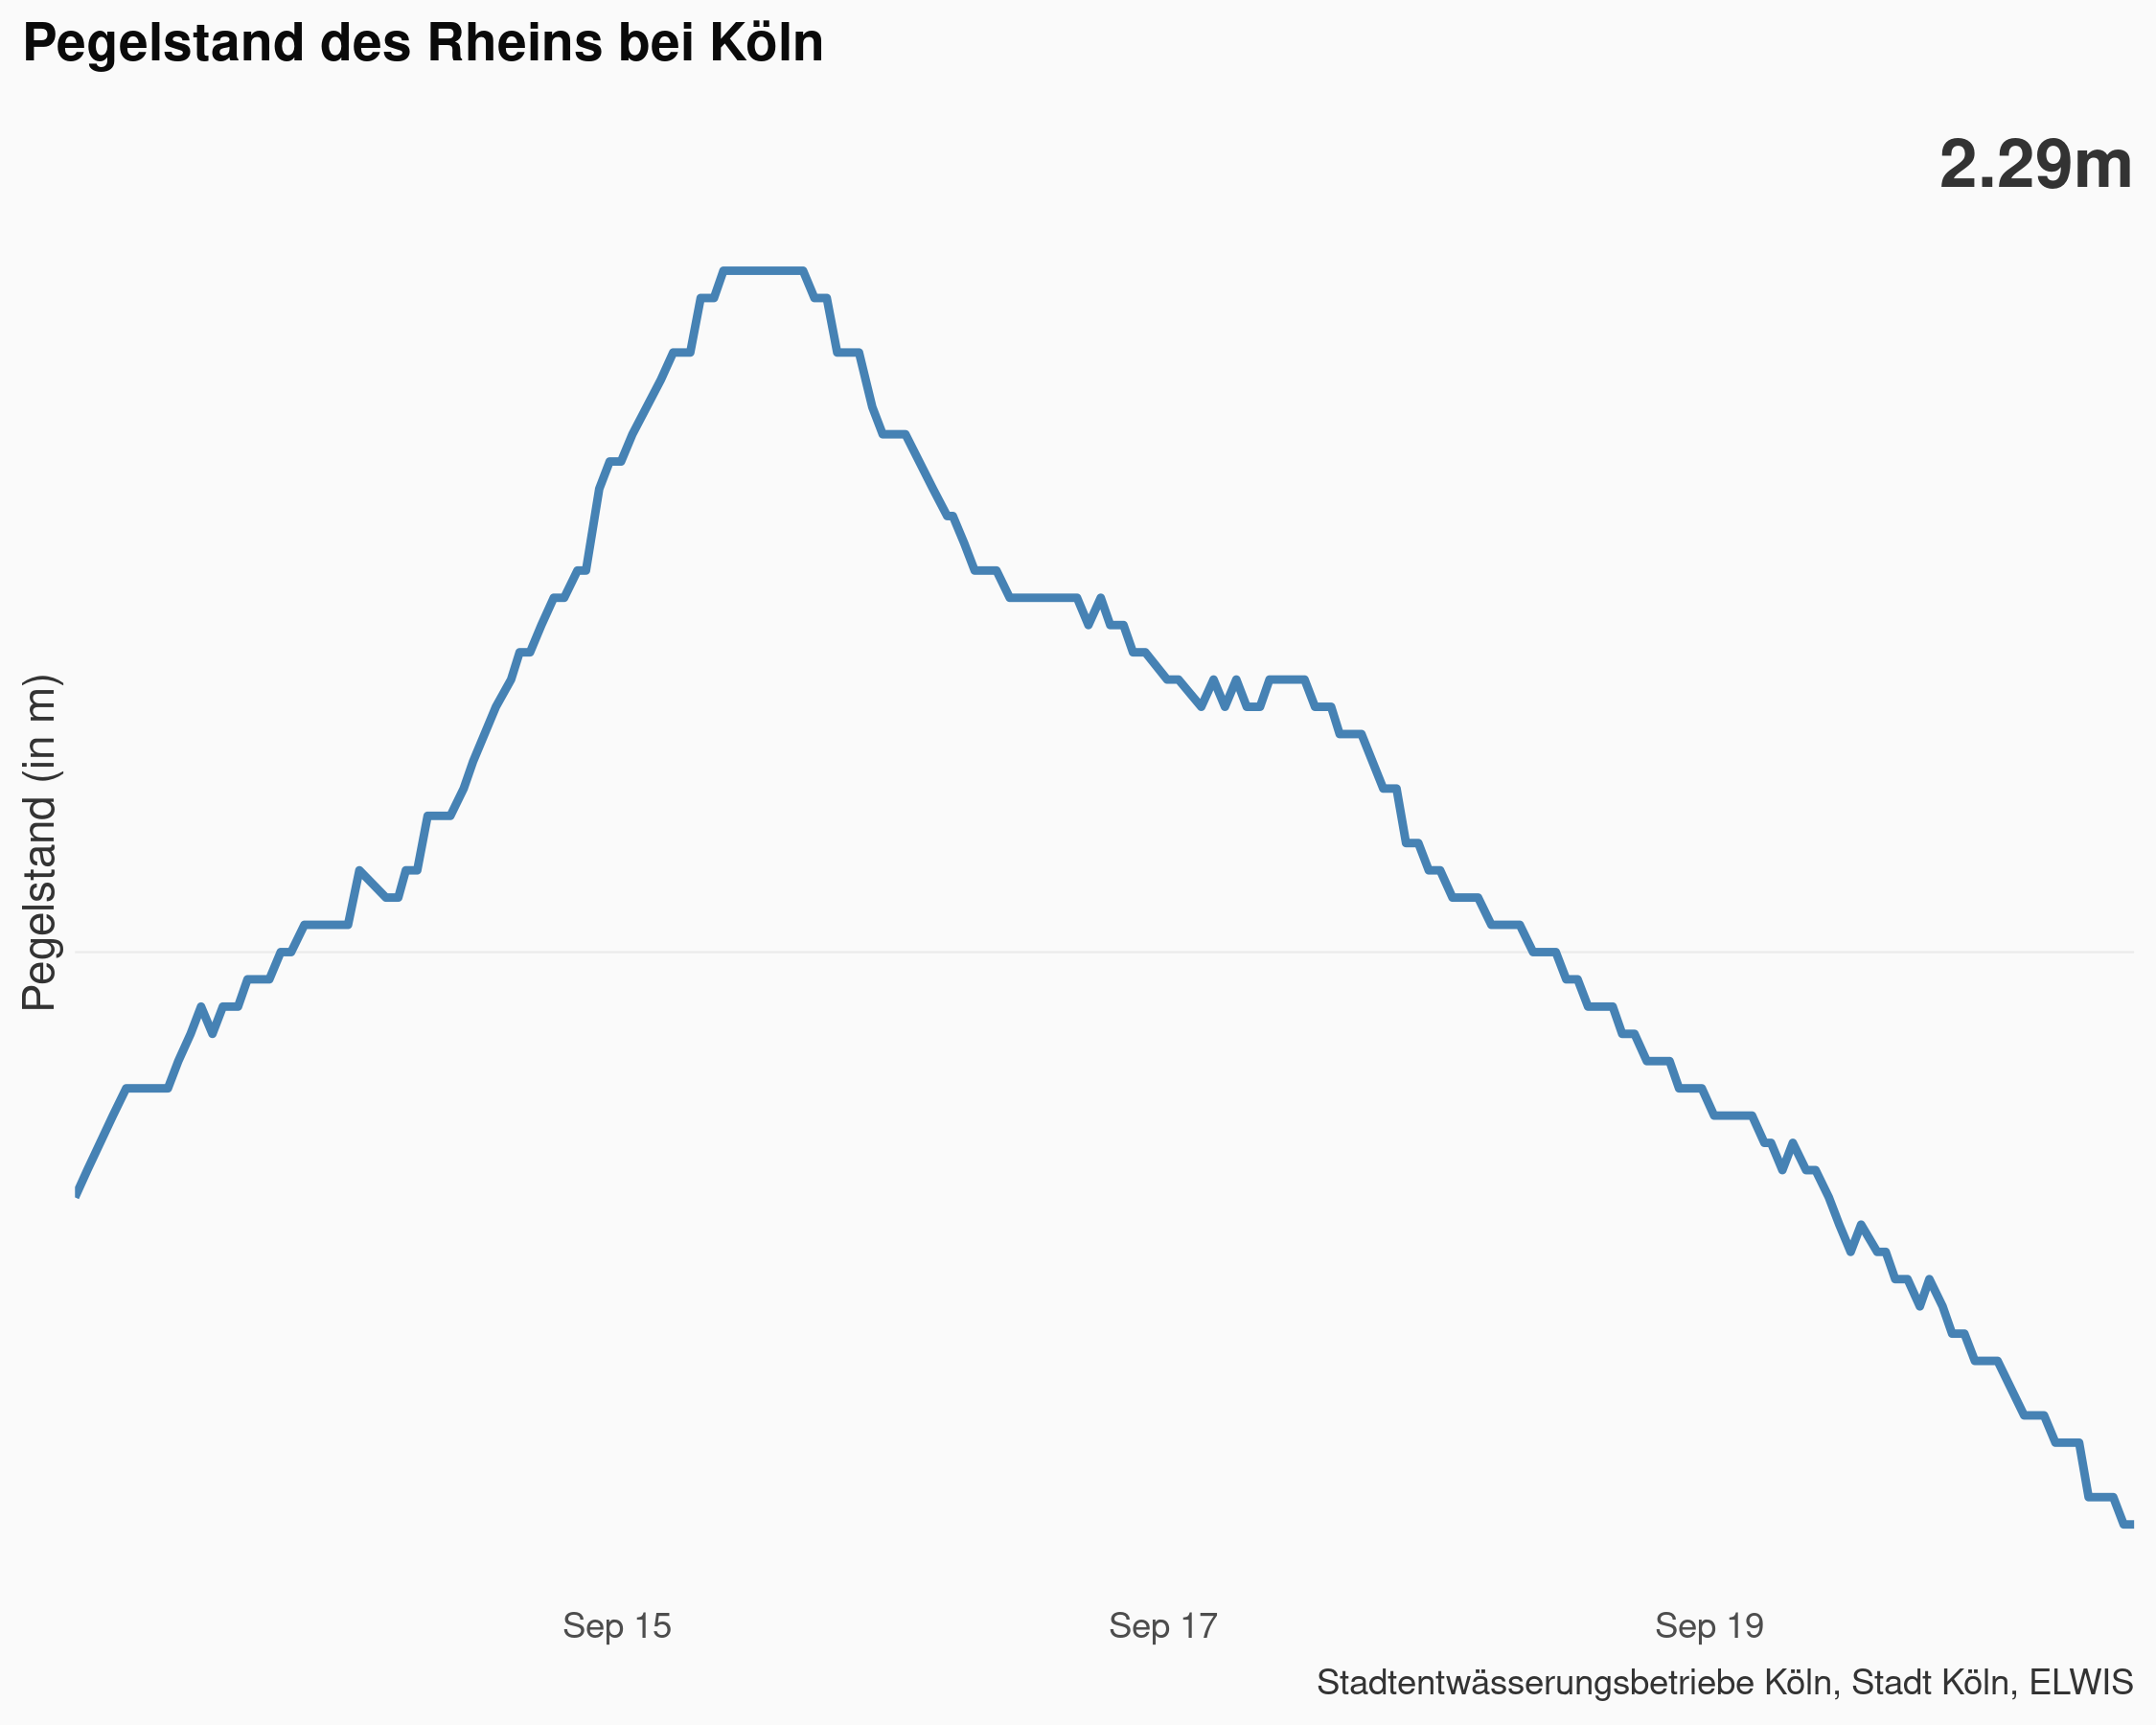 Pegelstand des Rheins bei Köln
2.29m
Pegelstand (in m)
Sep 15
Sep 17
Sep 19
Stadtentwässerungsbetriebe Köln, Stadt Köln, ELWIS